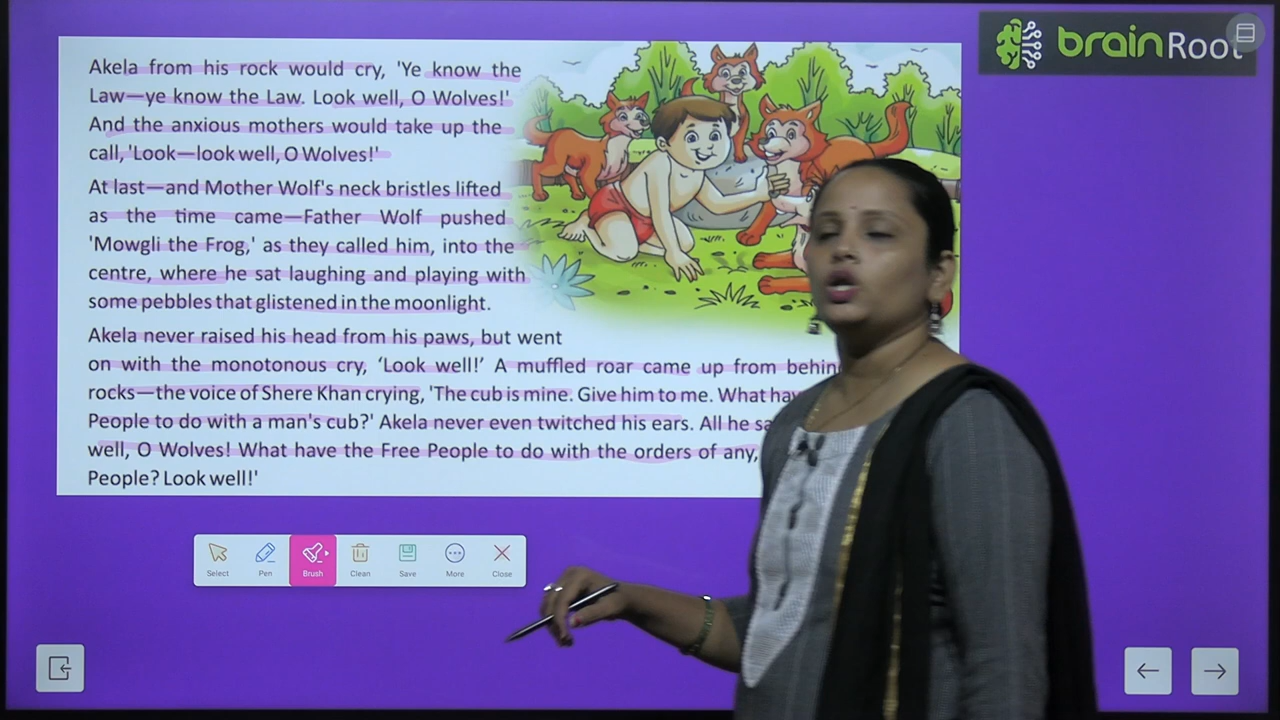 brainRoot
Akela from his rock would cry, 'Ye know the
Law—ye know the Law. Look well, O Wolves!'
And the anxious mothers would take up the
call, 'Look—look well, O Wolves!'
At last—and Mother Wolf's neck bristles lifted
as the time came—Father Wolf pushed
'Mowgli the Frog,' as they called him, into the
centre, where he sat laughing and playing with
some pebbles that glistened in the moonlight.
Akela never raised his head from his paws, but went
on with the monotonous cry, ‘Look well!’ A muffled roar came up from
rocks—the voice of Shere Khan crying, 'The cub is mine. Give him to me. What
People to do with a man's cub?' Akela never even twitched his ears. All he
well, O Wolves! What have the Free People to do with the orders of any,
People? Look well!'
Select Pen Brush Clean Save More Close